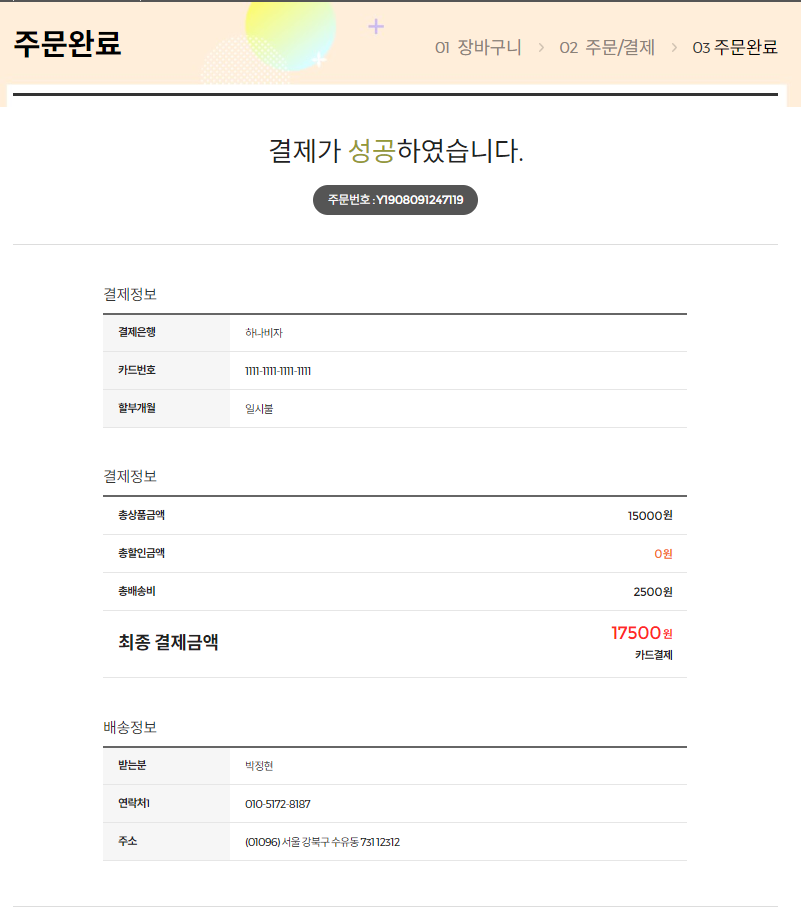 주문완료
01 장바구니 > 02 주문/결제 > 03 주문완료
결제가 성공하였습니다.
주문번호 : Y1908091247119
결제정보
결제은행 하나비자
카드번호 1111-1111-1111-1111
할부개월 일시불
결제정보
총상품금액 15000원
총할인금액 0원
총배송비 2500원
최종 결제금액 17500원
카드결제
배송정보
받는분 박정현
연락처1 010-5172-8187
주소 (01096) 서울 강북구 수유동 731 12312